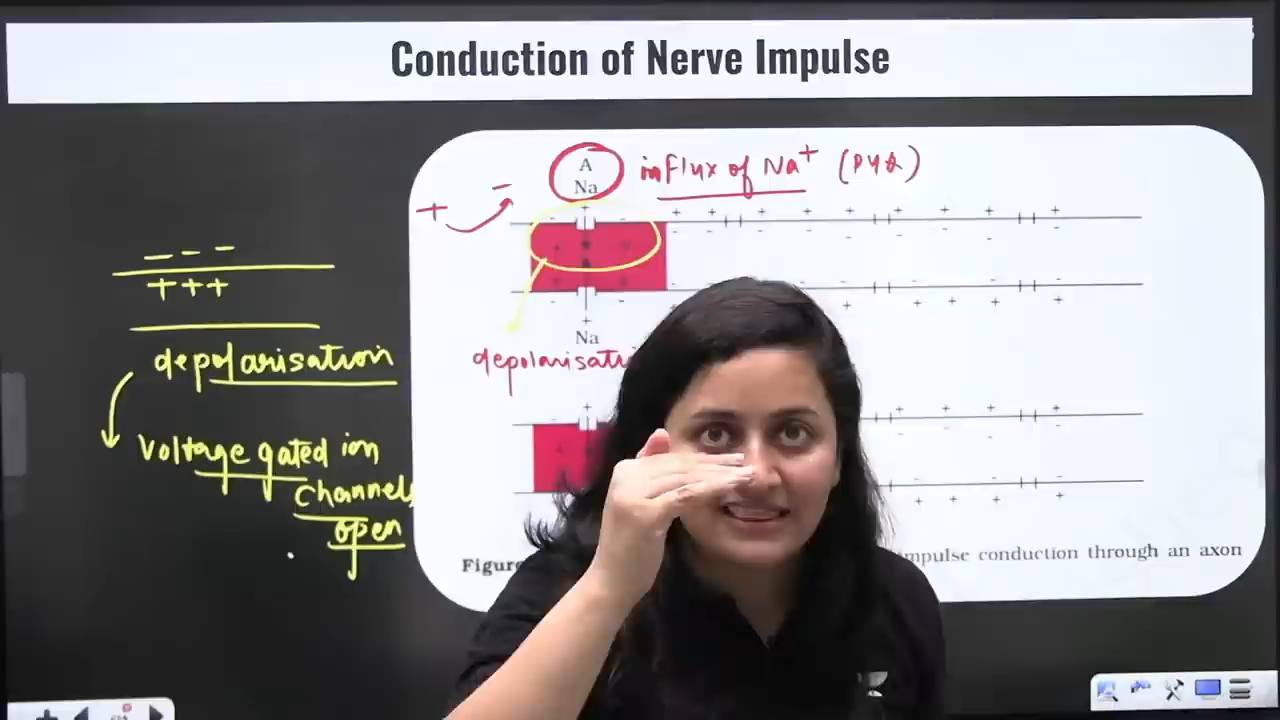 Conduction of Nerve Impulse
A
Na
influx of Na+ (PYQ)
+ -
+ - - + + + + + + + +
- - -
+++
Na
depolarisation
depolarisati
voltage gated ion
channels
open
Figure
mpulse conduction through an axon